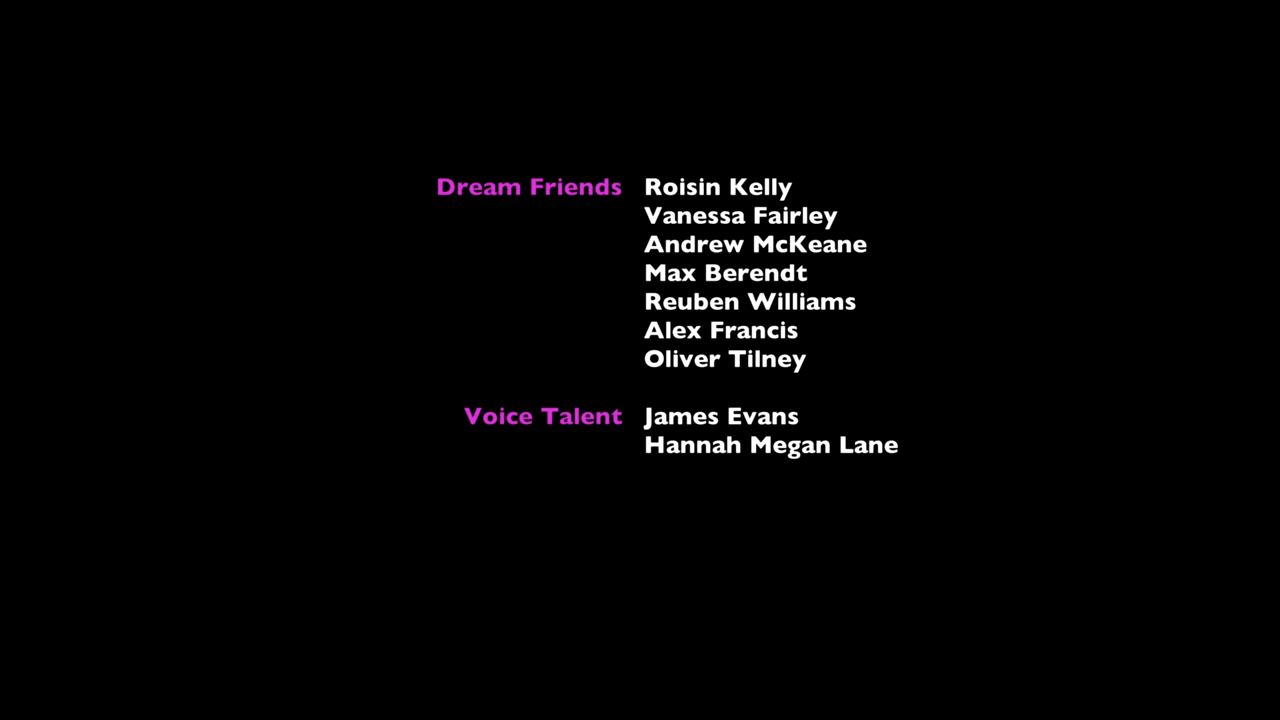 Dream Friends Roisin Kelly
Vanessa Fairley
Andrew McKeane
Max Berendt
Reuben Williams
Alex Francis
Oliver Tilney
Voice Talent James Evans
Hannah Megan Lane